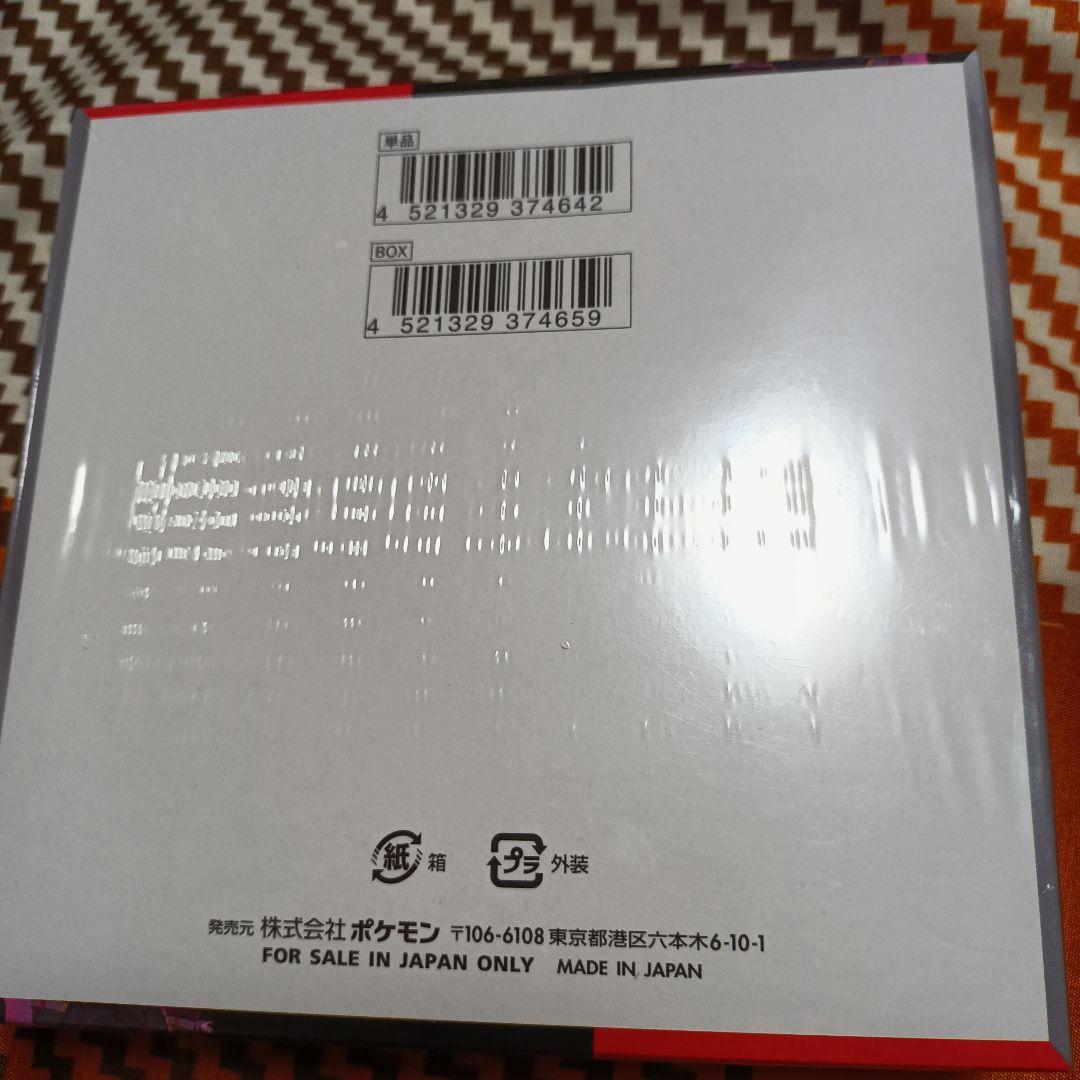 単品
4 521329 374642
BOX
4 521329 374659
紙 箱 プラ 外装
発売元 株式会社 ポケモン 〒106-6108 東京都港区六本木6-10-1
FOR SALE IN JAPAN ONLY MADE IN JAPAN